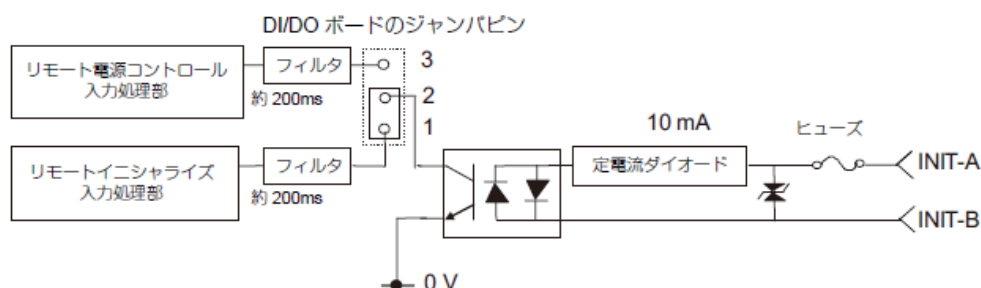 DI/DO ボードのジャンパピン
リモート電源コントロール
入力処理部
フィルタ
約 200ms
3
2
1
リモートイニシャライズ
入力処理部
フィルタ
約 200ms
10 mA
定電流ダイオード
ヒューズ
INIT-A
INIT-B
0 V